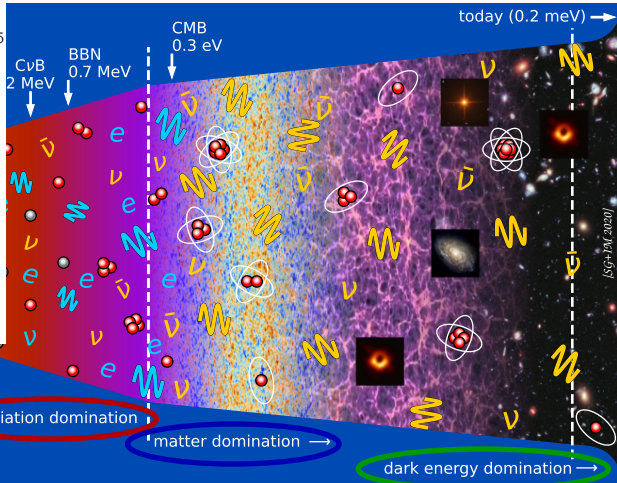 today (0.2 meV)
CMB
0.3 eV
BBN
0.7 MeV
CνB
2 MeV
ν
ν̄
ν̄
ν̄
e
ν
ν
ν̄
ν̄
e
[SG+PM 2020]
ν
ν
e
e
e
ν̄
ν̄
ν
ν̄
ν
ν
e
ν
ν
iation domination
matter domination →
dark energy domination →